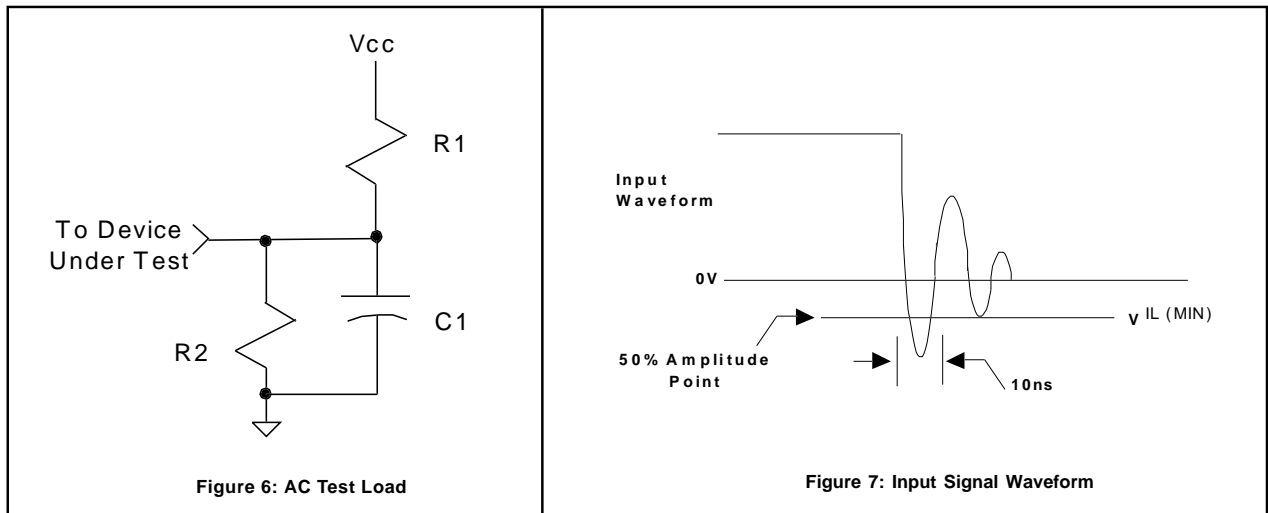 Vcc
R1
To Device
Under Test
R2
C1
Figure 6: AC Test Load
Input
Waveform
0V
V IL (MIN)
50% Amplitude
Point
10ns
Figure 7: Input Signal Waveform